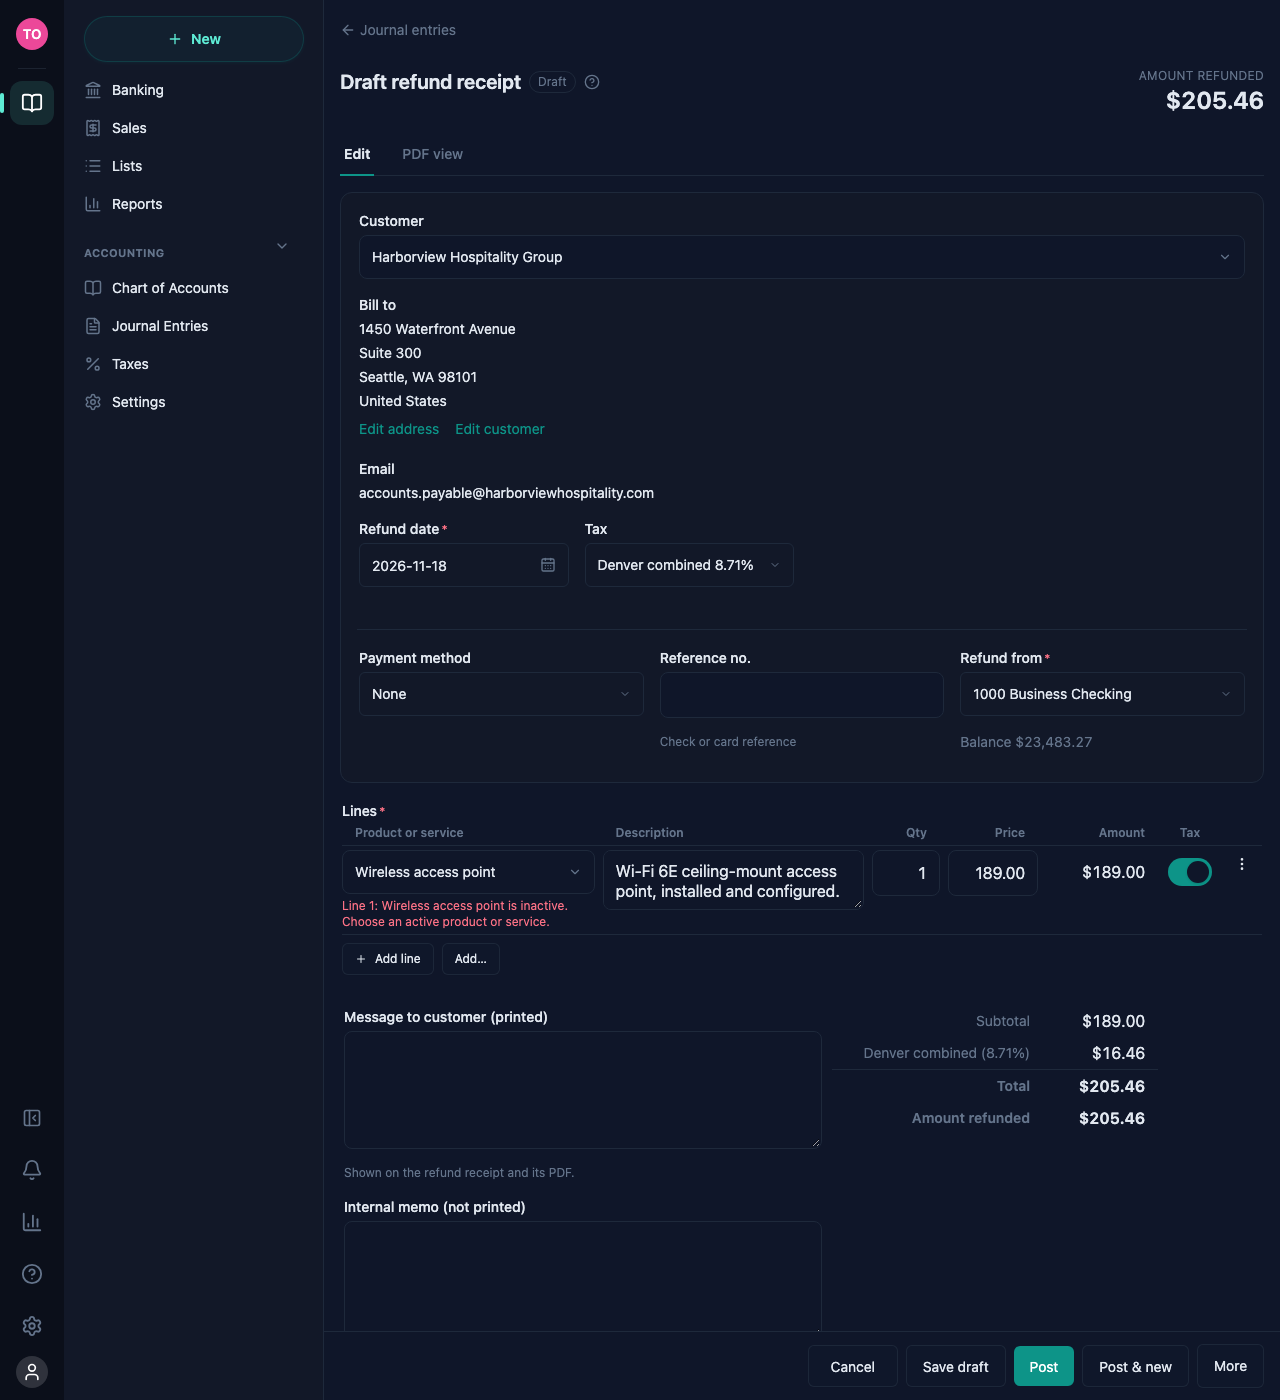 TO
New
Banking
Sales
Lists
Reports
ACCOUNTING
Chart of Accounts
Journal Entries
Taxes
Settings
Journal entries
Draft refund receipt
Draft
AMOUNT REFUNDED
$205.46
Edit
PDF view
Customer
Harborview Hospitality Group
Bill to
1450 Waterfront Avenue
Suite 300
Seattle, WA 98101
United States
Edit address
Edit customer
Email
accounts.payable@harborviewhospitality.com
Refund date*
Tax
2026-11-18
Denver combined 8.71%
Payment method
Reference no.
Refund from*
None
1000 Business Checking
Check or card reference
Balance $23,483.27
Lines*
Product or service
Description
Qty
Price
Amount
Tax
Wireless access point
Wi-Fi 6E ceiling-mount access
point, installed and configured.
1
189.00
$189.00
Line 1: Wireless access point is inactive.
Choose an active product or service.
Add line
Add...
Message to customer (printed)
Subtotal
$189.00
Denver combined (8.71%)
$16.46
Total
$205.46
Amount refunded
$205.46
Shown on the refund receipt and its PDF.
Internal memo (not printed)
Cancel
Save draft
Post
Post & new
More